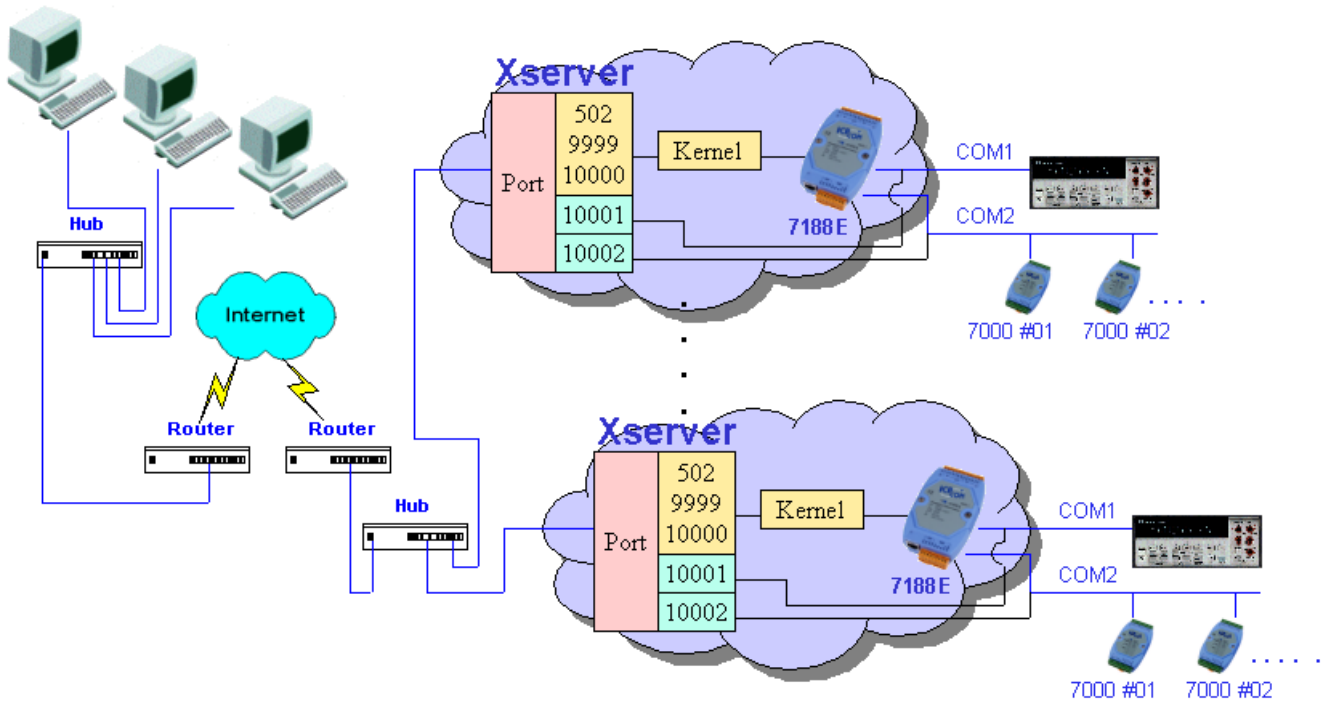 Xserver
Port
502
9999
10000
10001
10002
Kernel
7188E
COM1
COM2
7000 #01
7000 #02
Hub
Internet
Router
Router
Hub
Xserver
Port
502
9999
10000
10001
10002
Kernel
7188E
COM1
COM2
7000 #01
7000 #02